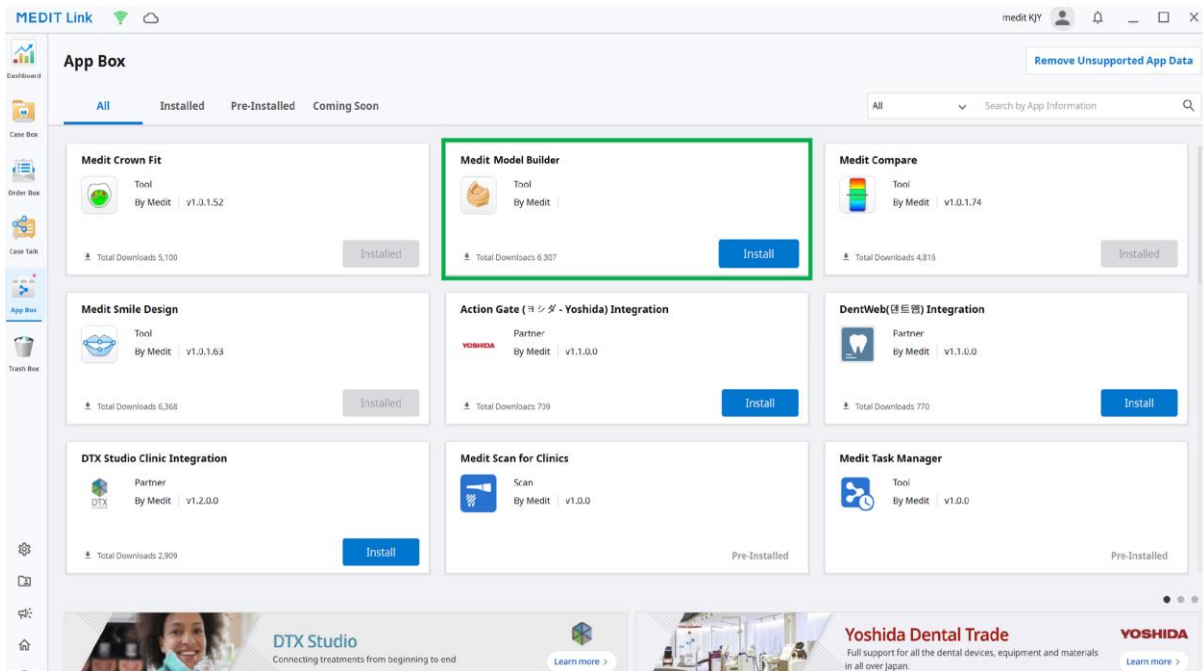 MEDIT Link
medit KJY
Dashboard
Case Box
Order Box
Case Talk
App Box
Trash Box
App Box
Remove Unsupported App Data
All Installed Pre-Installed Coming Soon
All Search by App Information
Medit Crown Fit
Tool
By Medit v1.0.1.52
Total Downloads 5,100
Installed
Medit Model Builder
Tool
By Medit
Total Downloads 6,307
Install
Medit Compare
Tool
By Medit v1.0.1.74
Total Downloads 4,816
Installed
Medit Smile Design
Tool
By Medit v1.0.1.63
Total Downloads 6,368
Installed
Action Gate (ヨシダ - Yoshida) Integration
YOSHIDA
Partner
By Medit v1.1.0.0
Total Downloads 709
Install
DentWeb(덴트웹) Integration
Partner
By Medit v1.1.0.0
Total Downloads 770
Install
DTX Studio Clinic Integration
DTX
Partner
By Medit v1.2.0.0
Total Downloads 2,909
Install
Medit Scan for Clinics
Scan
By Medit v1.0.0
Pre-Installed
Medit Task Manager
Tool
By Medit v1.0.0
Pre-Installed
DTX Studio
Connecting treatments from beginning to end
Learn more >
Yoshida Dental Trade
Full support for all the dental devices, equipment and materials
in all over Japan.
YOSHIDA
Learn more >